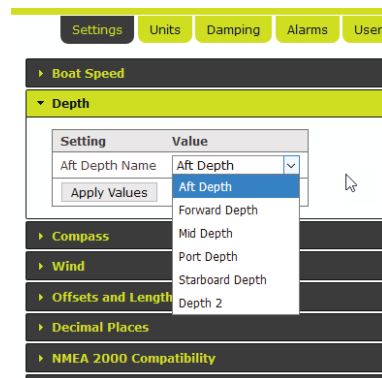 Settings Units Damping Alarms User
Boat Speed
Depth
Setting Value
Aft Depth Name Aft Depth
Apply Values Aft Depth
Forward Depth
Mid Depth
Port Depth
Starboard Depth
Depth 2
Compass
Wind
Offsets and Length
Decimal Places
NMEA 2000 Compatibility